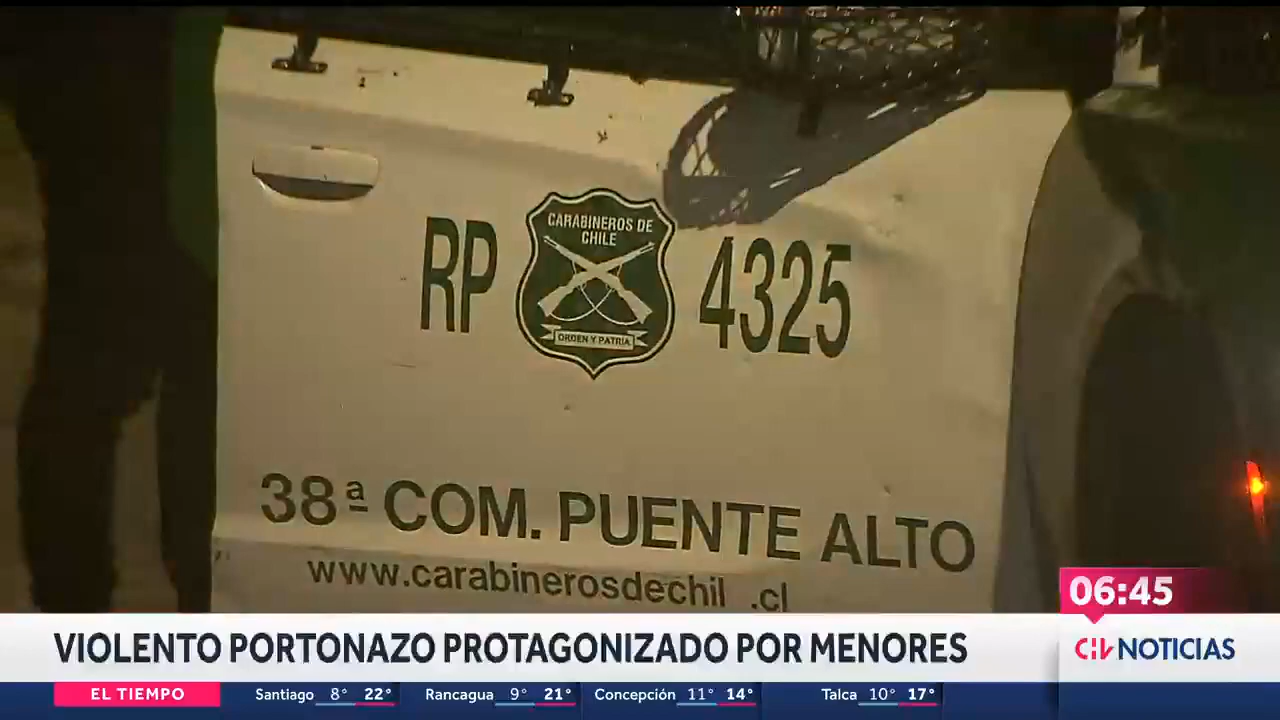 CARABINEROS DE
CHILE
RP 4325
ORDEN Y PATRIA
38ª COM. PUENTE ALTO
www.carabinerosdechil .cl
06:45
VIOLENTO PORTONAZO PROTAGONIZADO POR MENORES
CHV NOTICIAS
EL TIEMPO Santiago 8° 22° Rancagua 9° 21° Concepción 11° 14° Talca 10° 17°